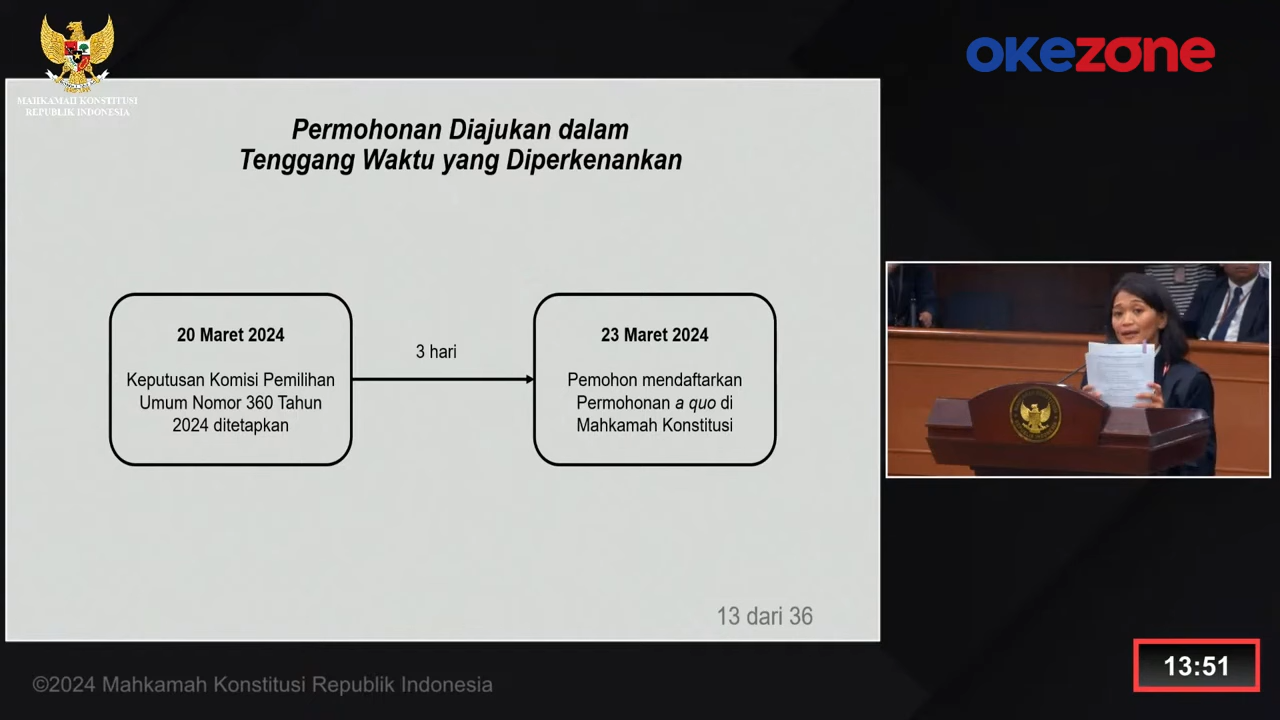 MAHKAMAH KONSTITUSI
REPUBLIK INDONESIA
OKEZONE
Permohonan Diajukan dalam
Tenggang Waktu yang Diperkenankan
20 Maret 2024
Keputusan Komisi Pemilihan
Umum Nomor 360 Tahun
2024 ditetapkan
3 hari
23 Maret 2024
Pemohon mendaftarkan
Permohonan a quo di
Mahkamah Konstitusi
13 dari 36
13:51
©2024 Mahkamah Konstitusi Republik Indonesia